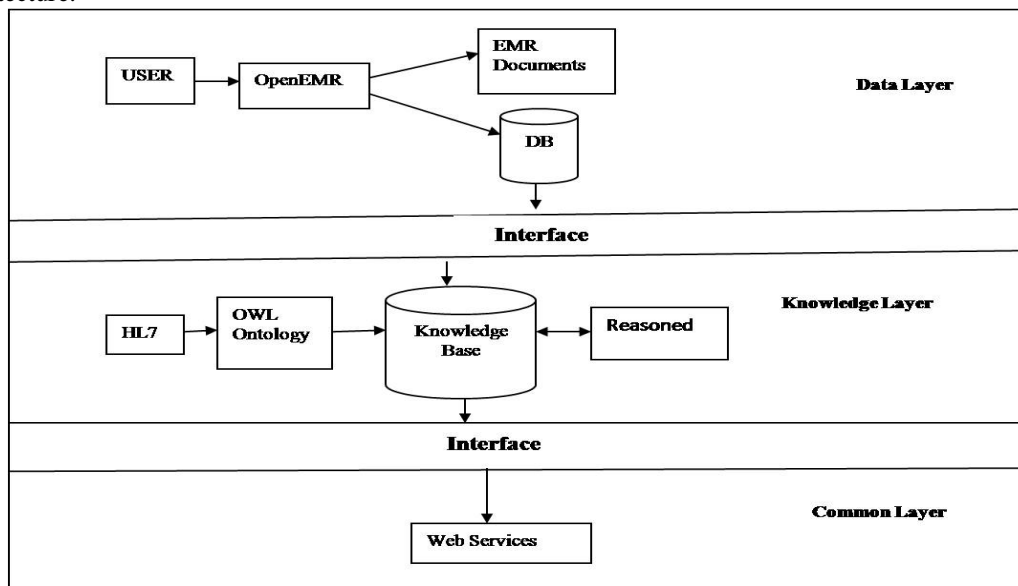 ecture.
EMR
Documents
USER
OpenEMR
Data Layer
DB
Interface
Knowledge Layer
OWL
Ontology
HL7
Knowledge
Base
Reasoned
Interface
Common Layer
Web Services